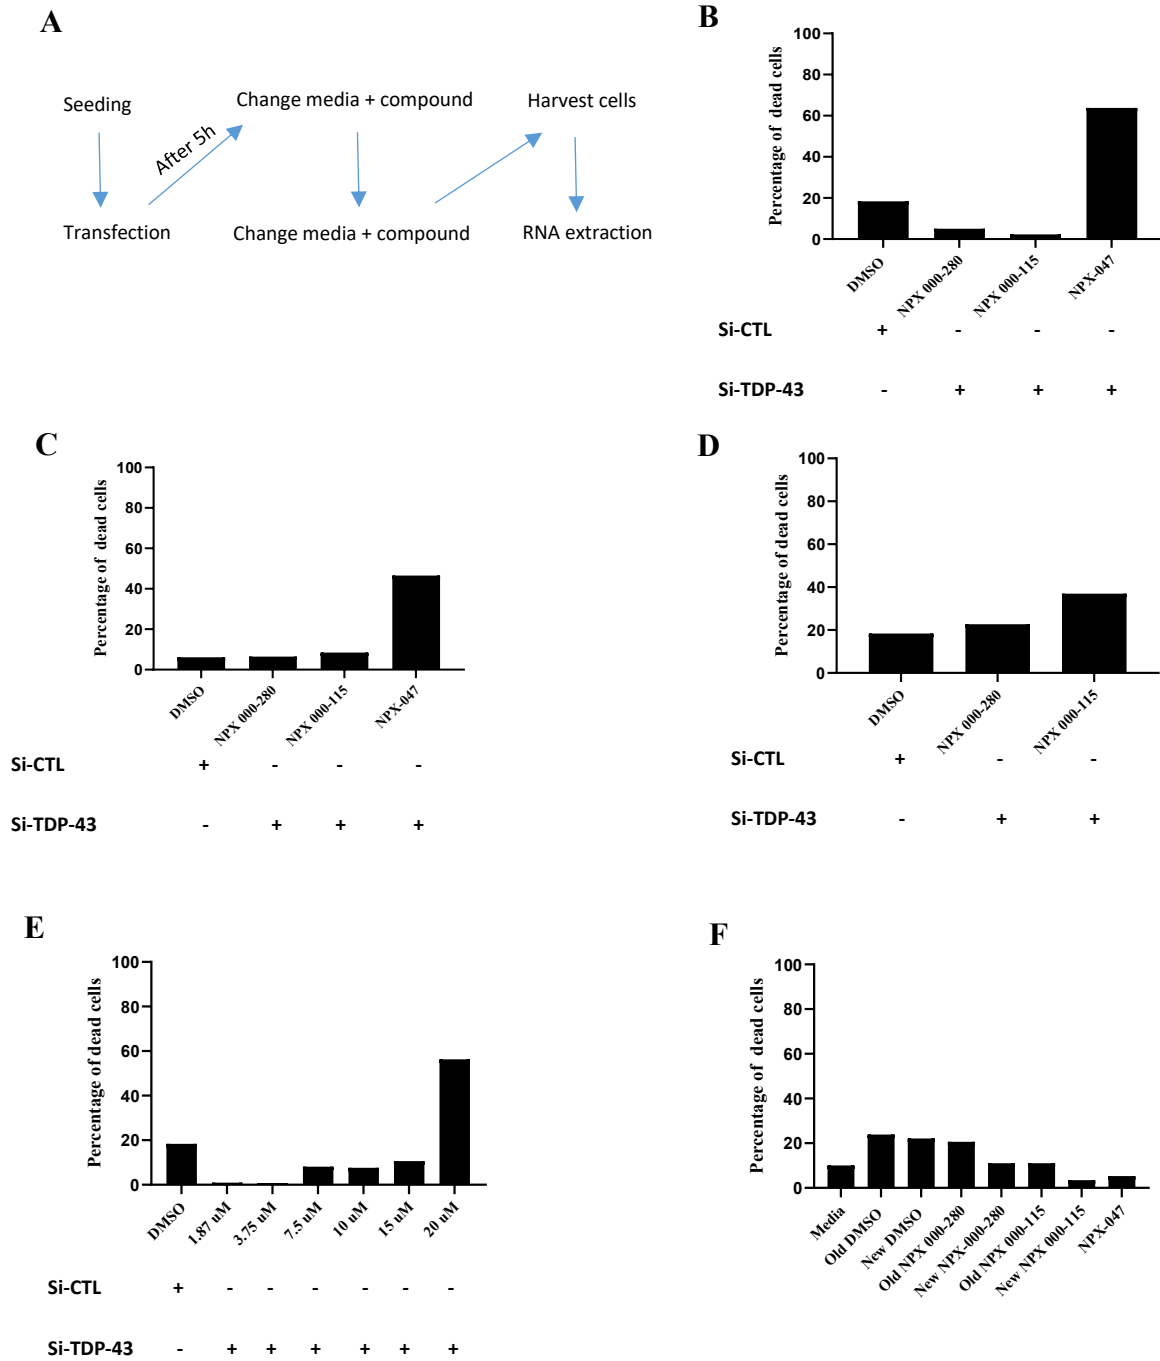 A
Seeding
Change media + compound
Harvest cells
After 5h
Transfection
Change media + compound
RNA extraction
B
Percentage of dead cells
100
80
60
40
20
0
DMSO
NPX 000-280
NPX 000-115
NPX-047
Si-CTL + - - -
Si-TDP-43 - + + +
C
Percentage of dead cells
100
80
60
40
20
0
DMSO
NPX 000-280
NPX 000-115
NPX-047
Si-CTL + - - -
Si-TDP-43 - + + +
D
Percentage of dead cells
100
80
60
40
20
0
DMSO
NPX 000-280
NPX 000-115
Si-CTL + - -
Si-TDP-43 - + +
E
Percentage of dead cells
100
80
60
40
20
0
DMSO
1.87 uM
3.75 uM
7.5 uM
10 uM
15 uM
20 uM
Si-CTL + - - - - - -
Si-TDP-43 - + + + + + +
F
Percentage of dead cells
100
80
60
40
20
0
Media
Old DMSO
New DMSO
Old NPX 000-280
New NPX-000-280
Old NPX 000-115
New NPX 000-115
NPX-047